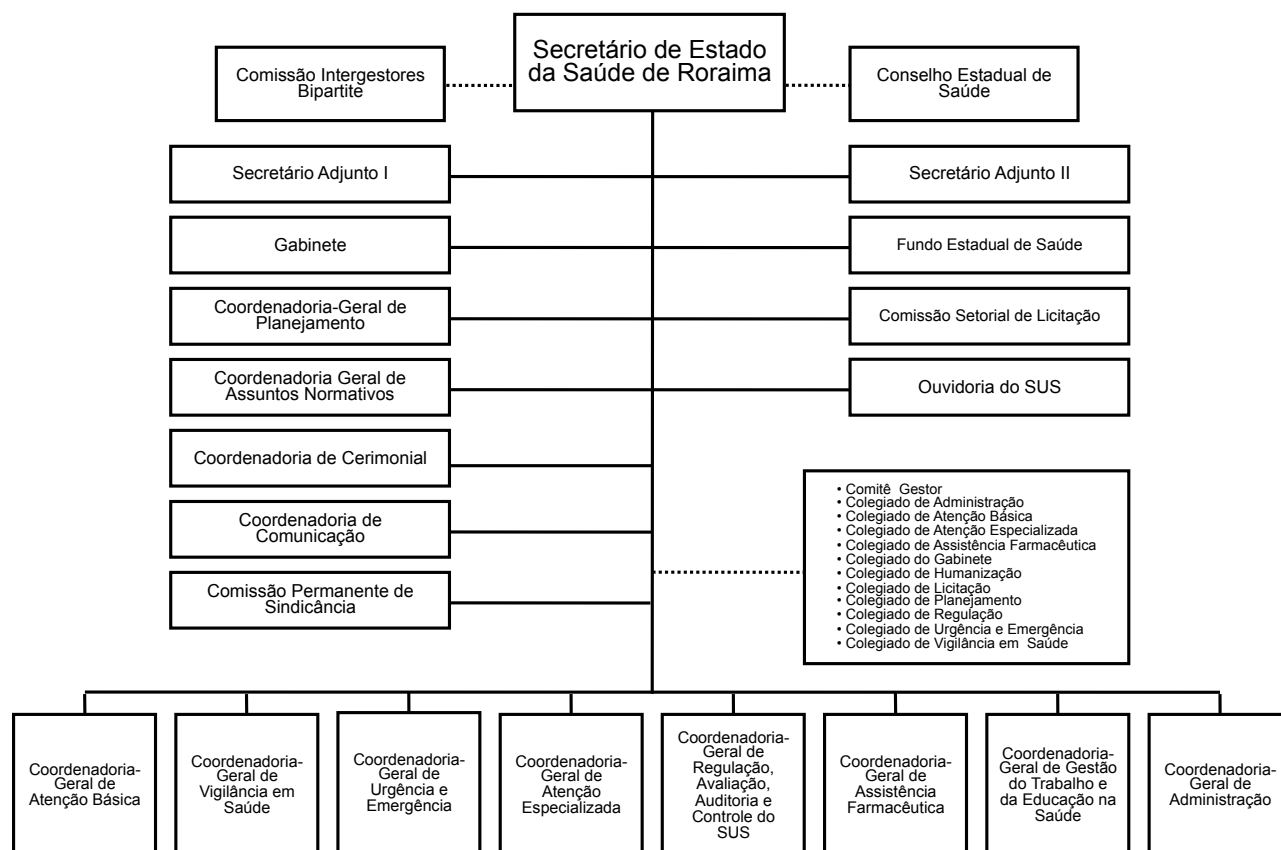 Secretário de Estado
da Saúde de Roraima
Comissão Intergestores
Bipartite
Conselho Estadual de
Saúde
Secretário Adjunto I
Secretário Adjunto II
Gabinete
Fundo Estadual de Saúde
Coordenadoria-Geral de
Planejamento
Comissão Setorial de Licitação
Coordenadoria Geral de
Assuntos Normativos
Ouvidoria do SUS
Coordenadoria de Cerimonial
Coordenadoria de
Comunicação
Comissão Permanente de
Sindicância
• Comitê Gestor
• Colegiado de Administração
• Colegiado de Atenção Básica
• Colegiado de Atenção Especializada
• Colegiado de Assistência Farmacêutica
• Colegiado do Gabinete
• Colegiado de Humanização
• Colegiado de Licitação
• Colegiado de Planejamento
• Colegiado de Regulação
• Colegiado de Urgência e Emergência
• Colegiado de Vigilância em Saúde
Coordenadoria-
Geral de
Atenção Básica
Coordenadoria-
Geral de
Vigilância em
Saúde
Coordenadoria-
Geral de
Urgência e
Emergência
Coordenadoria-
Geral de
Atenção
Especializada
Coordenadoria-
Geral de
Regulação,
Avaliação,
Auditoria e
Controle do
SUS
Coordenadoria-
Geral de
Assistência
Farmacêutica
Coordenadoria-
Geral de Gestão
do Trabalho e
da Educação na
Saúde
Coordenadoria-
Geral de
Administração